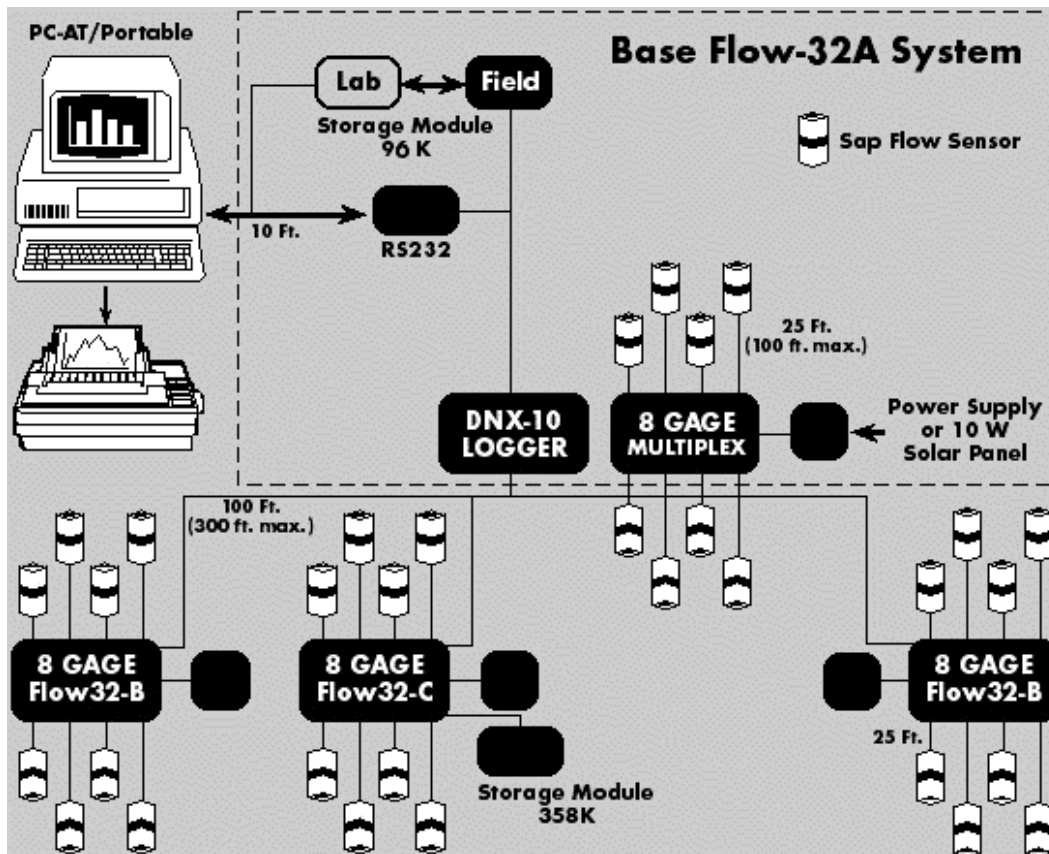 PC-AT/Portable
Base Flow-32A System
Lab
Field
Storage Module
96 K
Sap Flow Sensor
10 Ft.
RS232
25 Ft.
(100 ft. max.)
DNX-10
LOGGER
8 GAGE
MULTIPLEX
Power Supply
or 10 W
Solar Panel
100 Ft.
(300 ft. max.)
8 GAGE
Flow32-B
8 GAGE
Flow32-C
8 GAGE
Flow32-B
25 Ft.
Storage Module
358K